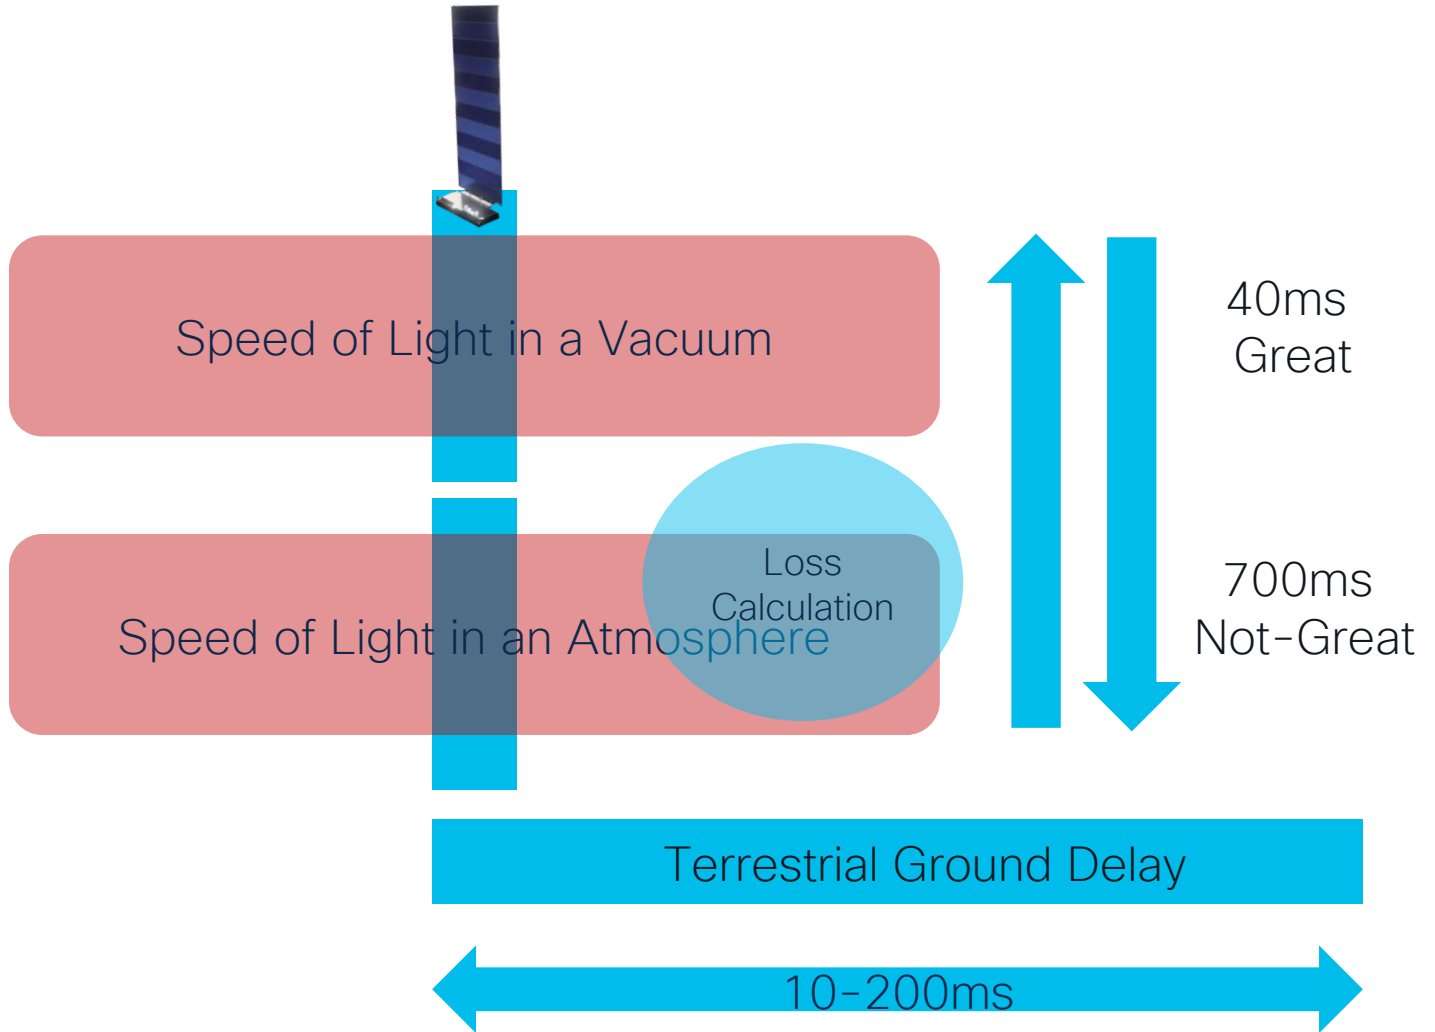 Speed of Light in a Vacuum
40ms
Great
Loss
Calculation
Speed of Light in an Atmosphere
700ms
Not-Great
Terrestrial Ground Delay
10-200ms